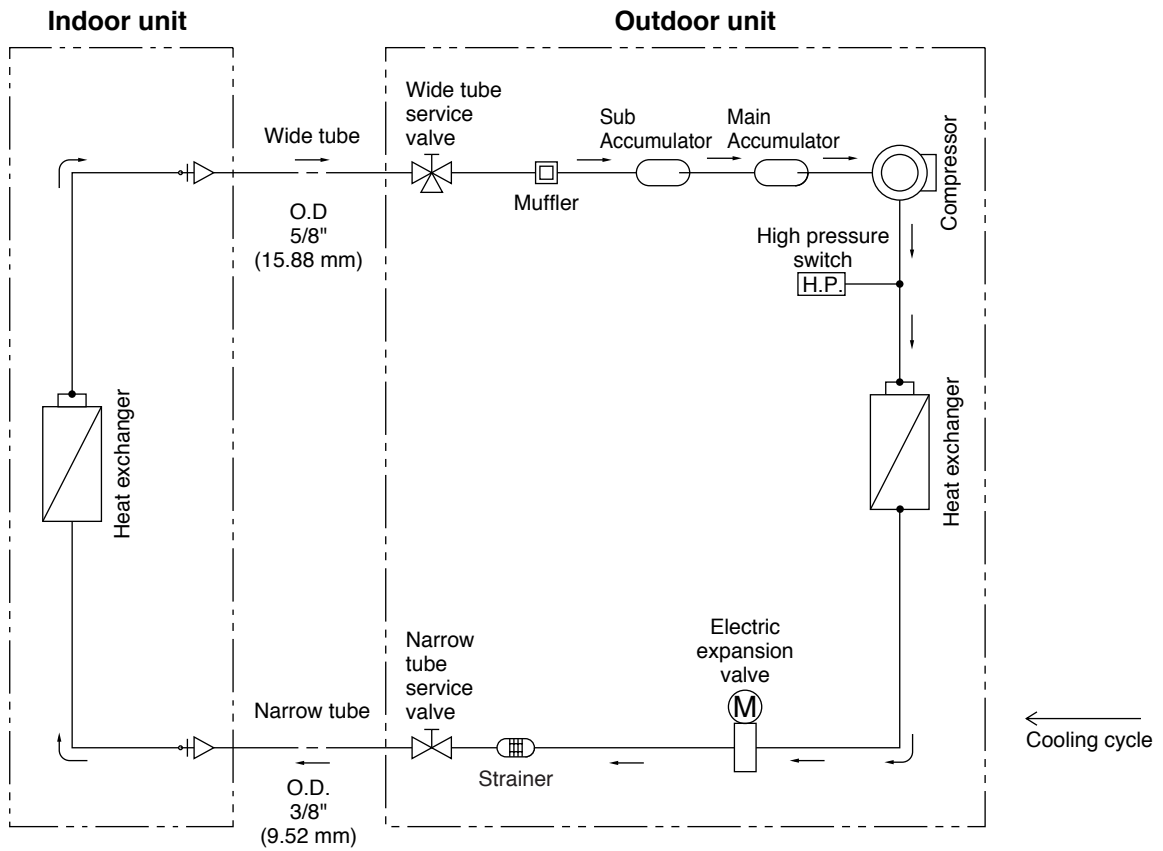 Indoor unit
Outdoor unit
Wide tube
O.D
5/8"
(15.88 mm)
Wide tube
service
valve
Muffler
Sub
Accumulator
Main
Accumulator
Compressor
High pressure
switch
H.P.
Heat exchanger
Heat exchanger
Electric
expansion
valve
M
Narrow
tube
service
valve
Strainer
Narrow tube
O.D.
3/8"
(9.52 mm)
Cooling cycle